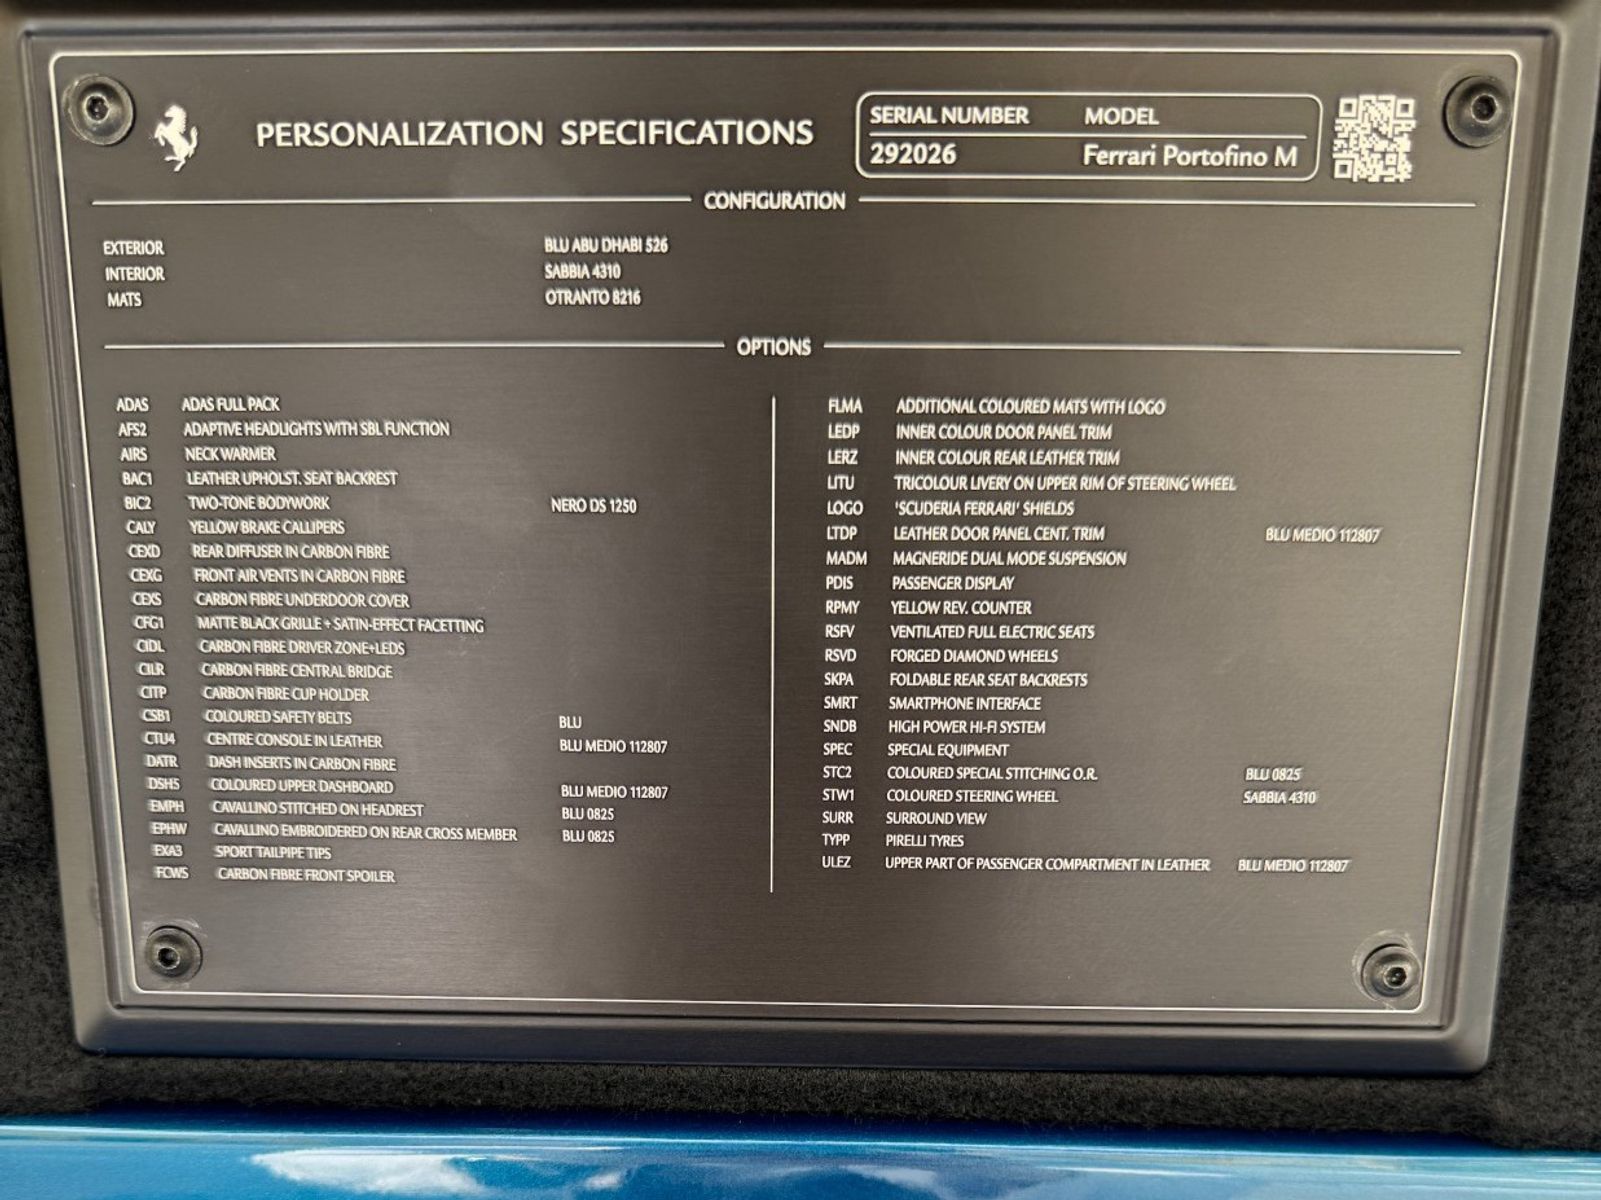 PERSONALIZATION SPECIFICATIONS
SERIAL NUMBER MODEL
292026 Ferrari Portofino M
CONFIGURATION
EXTERIOR BLU ABU DHABI 526
INTERIOR SABBIA 4310
MATS OTRANTO 8216
OPTIONS
ADAS ADAS FULL PACK
AFS2 ADAPTIVE HEADLIGHTS WITH SBL FUNCTION
AIRS NECK WARMER
BAC1 LEATHER UPHOLST. SEAT BACKREST
BIC2 TWO-TONE BODYWORK NERO DS 1250
CALY YELLOW BRAKE CALLIPERS
CEXD REAR DIFFUSER IN CARBON FIBRE
CEXG FRONT AIR VENTS IN CARBON FIBRE
CEXS CARBON FIBRE UNDERDOOR COVER
CFG1 MATTE BLACK GRILLE + SATIN-EFFECT FACETTING
CIDL CARBON FIBRE DRIVER ZONE+LEDS
CILR CARBON FIBRE CENTRAL BRIDGE
CITP CARBON FIBRE CUP HOLDER
CSB1 COLOURED SAFETY BELTS BLU
CTU4 CENTRE CONSOLE IN LEATHER BLU MEDIO 112807
DATR DASH INSERTS IN CARBON FIBRE
DSH5 COLOURED UPPER DASHBOARD BLU MEDIO 112807
EMPH CAVALLINO STITCHED ON HEADREST BLU 0825
EPHW CAVALLINO EMBROIDERED ON REAR CROSS MEMBER BLU 0825
EXA3 SPORT TAILPIPE TIPS
FCWS CARBON FIBRE FRONT SPOILER
FLMA ADDITIONAL COLOURED MATS WITH LOGO
LEDP INNER COLOUR DOOR PANEL TRIM
LERZ INNER COLOUR REAR LEATHER TRIM
LITU TRICOLOUR LIVERY ON UPPER RIM OF STEERING WHEEL
LOGO 'SCUDERIA FERRARI' SHIELDS
LTDP LEATHER DOOR PANEL CENT. TRIM BLU MEDIO 112807
MADM MAGNERIDE DUAL MODE SUSPENSION
PDIS PASSENGER DISPLAY
RPMY YELLOW REV. COUNTER
RSFV VENTILATED FULL ELECTRIC SEATS
RSVD FORGED DIAMOND WHEELS
SKPA FOLDABLE REAR SEAT BACKRESTS
SMRT SMARTPHONE INTERFACE
SNDB HIGH POWER HI-FI SYSTEM
SPEC SPECIAL EQUIPMENT
STC2 COLOURED SPECIAL STITCHING O.R. BLU 0825
STW1 COLOURED STEERING WHEEL SABBIA 4310
SURR SURROUND VIEW
TYPP PIRELLI TYRES
ULEZ UPPER PART OF PASSENGER COMPARTMENT IN LEATHER BLU MEDIO 112807